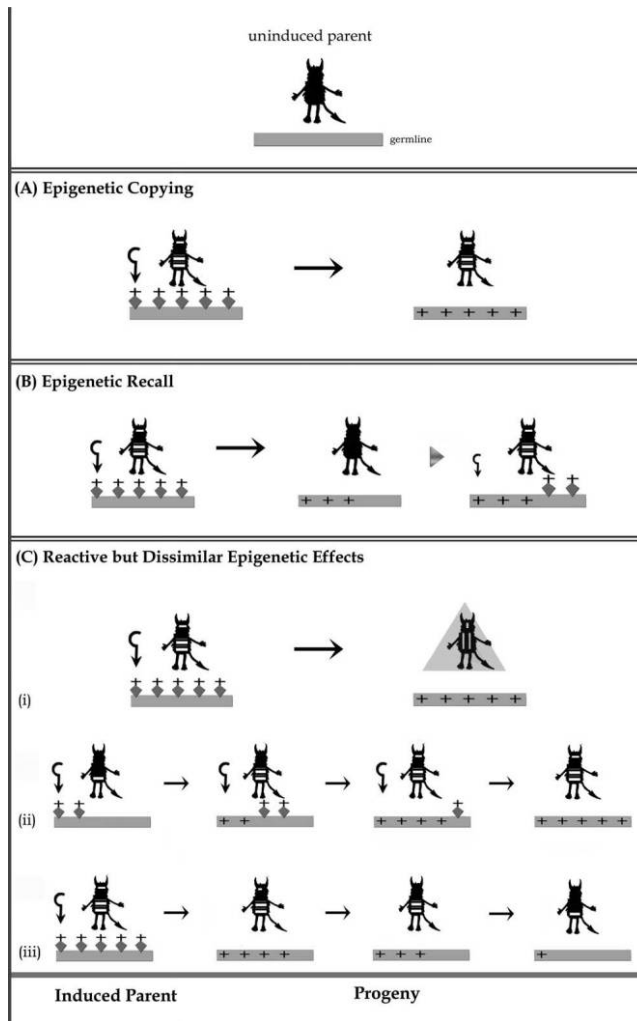 uninduced parent
germline
(A) Epigenetic Copying
(B) Epigenetic Recall
(C) Reactive but Dissimilar Epigenetic Effects
(i)
(ii)
(iii)
Induced Parent Progeny